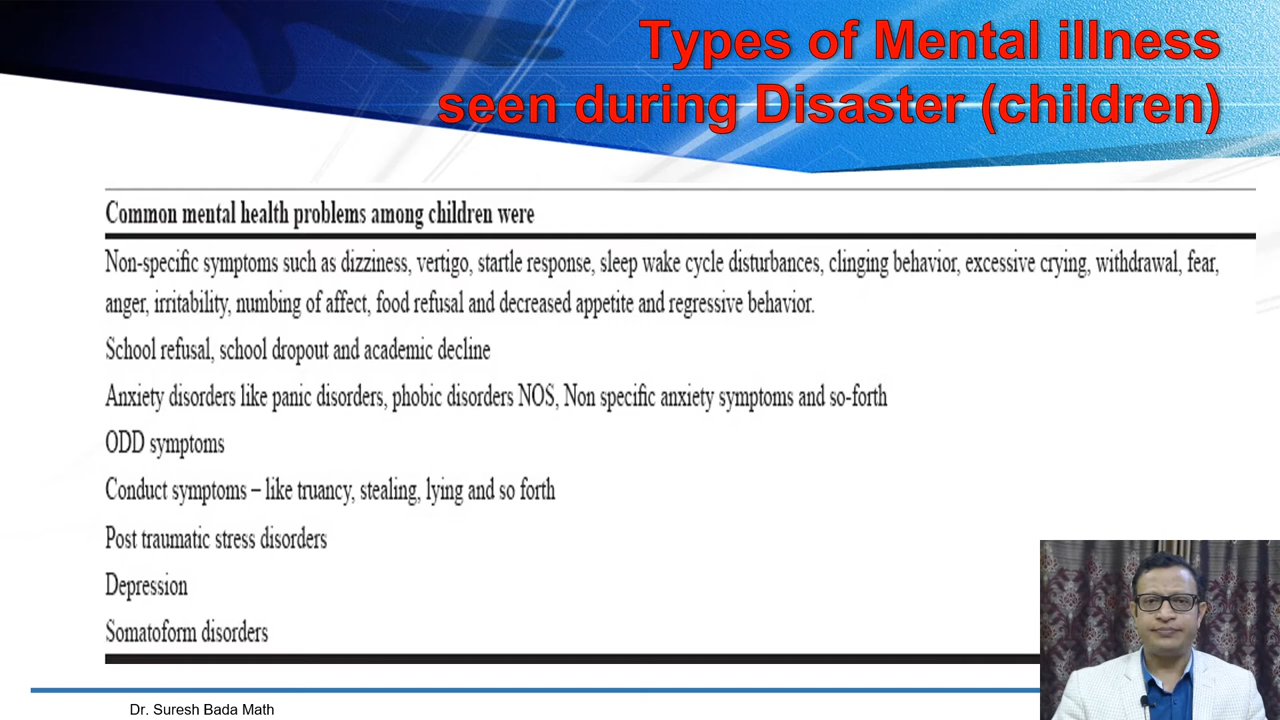 Types of Mental illness
seen during Disaster (children)
Common mental health problems among children were
Non-specific symptoms such as dizziness, vertigo, startle response, sleep wake cycle disturbances, clinging behavior, excessive crying, withdrawal, fear,
anger, irritability, numbing of affect, food refusal and decreased appetite and regressive behavior.
School refusal, school dropout and academic decline
Anxiety disorders like panic disorders, phobic disorders NOS, Non specific anxiety symptoms and so-forth
ODD symptoms
Conduct symptoms – like truancy, stealing, lying and so forth
Post traumatic stress disorders
Depression
Somatoform disorders
Dr. Suresh Bada Math